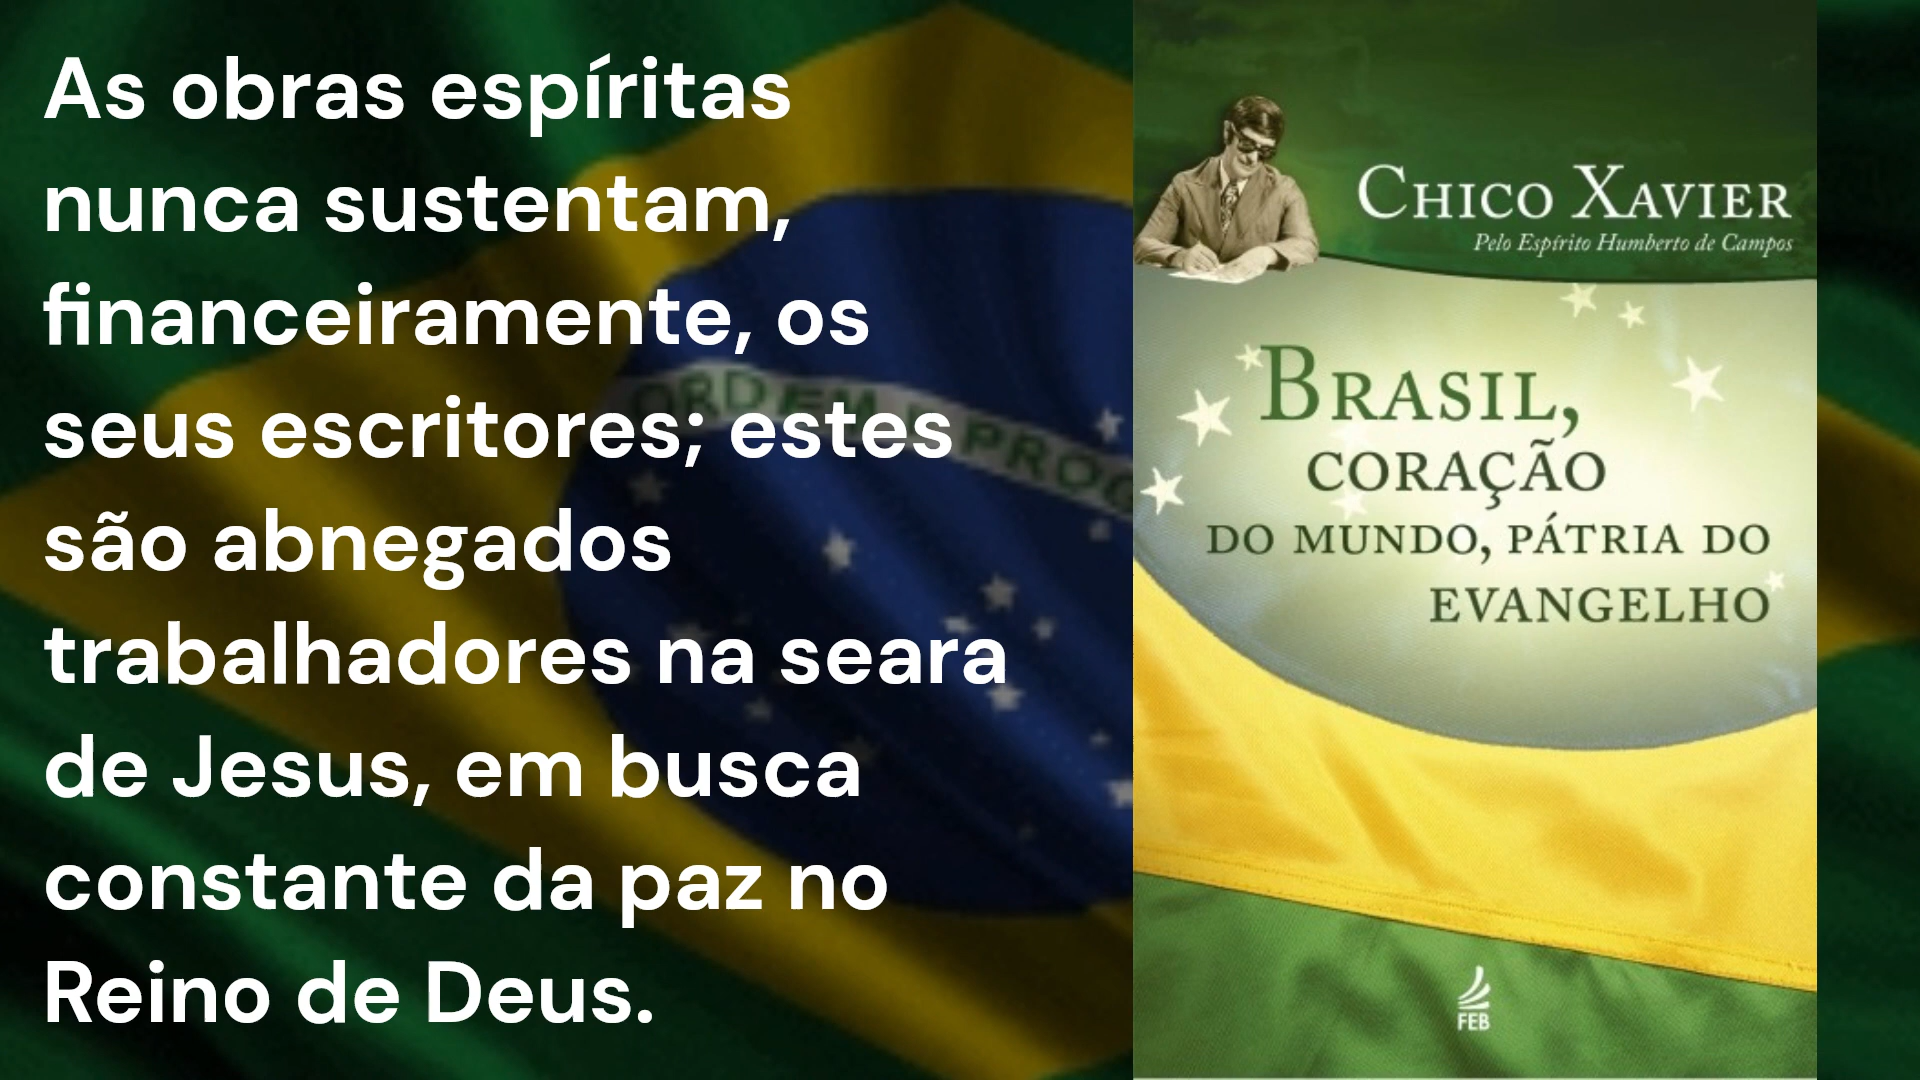 As obras espíritas
nunca sustentam,
financeiramente, os
seus escritores; estes
são abnegados
trabalhadores na seara
de Jesus, em busca
constante da paz no
Reino de Deus.
ORDEM E PROG
CHICO XAVIER
Pelo Espírito Humberto de Campos
BRASIL,
CORAÇÃO
DO MUNDO, PÁTRIA DO
EVANGELHO
FEB